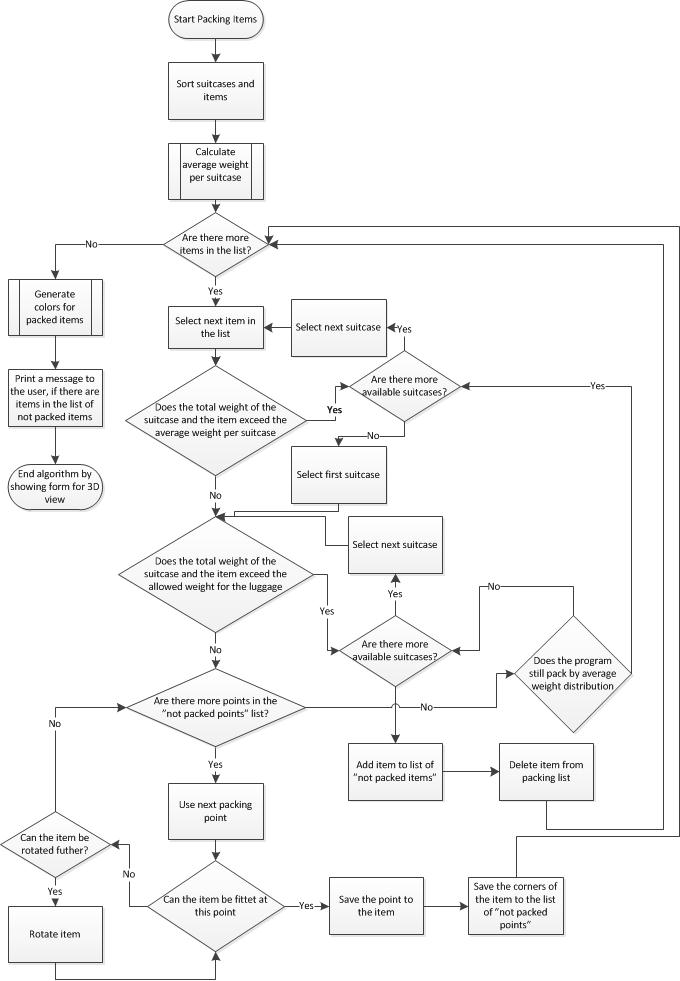 Start Packing Items
Sort suitcases and
items
Calculate
average weight
per suitcase
Are there more
items in the list?
No
Yes
Generate
colors for
packed items
Select next item in
the list
Select next suitcase
Yes
Print a message to
the user, if there are
items in the list of
not packed items
Are there more
available suitcases?
Yes
Does the total weight of the
suitcase and the item exceed the
average weight per suitcase
Yes
No
End algorithm by
showing form for 3D
view
Select first suitcase
No
Select next suitcase
Does the total weight of the
suitcase and the item exceed the
allowed weight for the luggage
Yes
Yes
No
No
Are there more
available suitcases?
Does the program
still pack by average
weight distribution
Are there more points in the
"not packed points" list?
No
No
Yes
Add item to list of
"not packed items"
Delete item from
packing list
Use next packing
point
Can the item be
rotated futher?
No
Yes
Can the item be fittet at
this point
Yes
Save the point to
the item
Save the corners of
the item to the list
of "not packed
points"
Rotate item